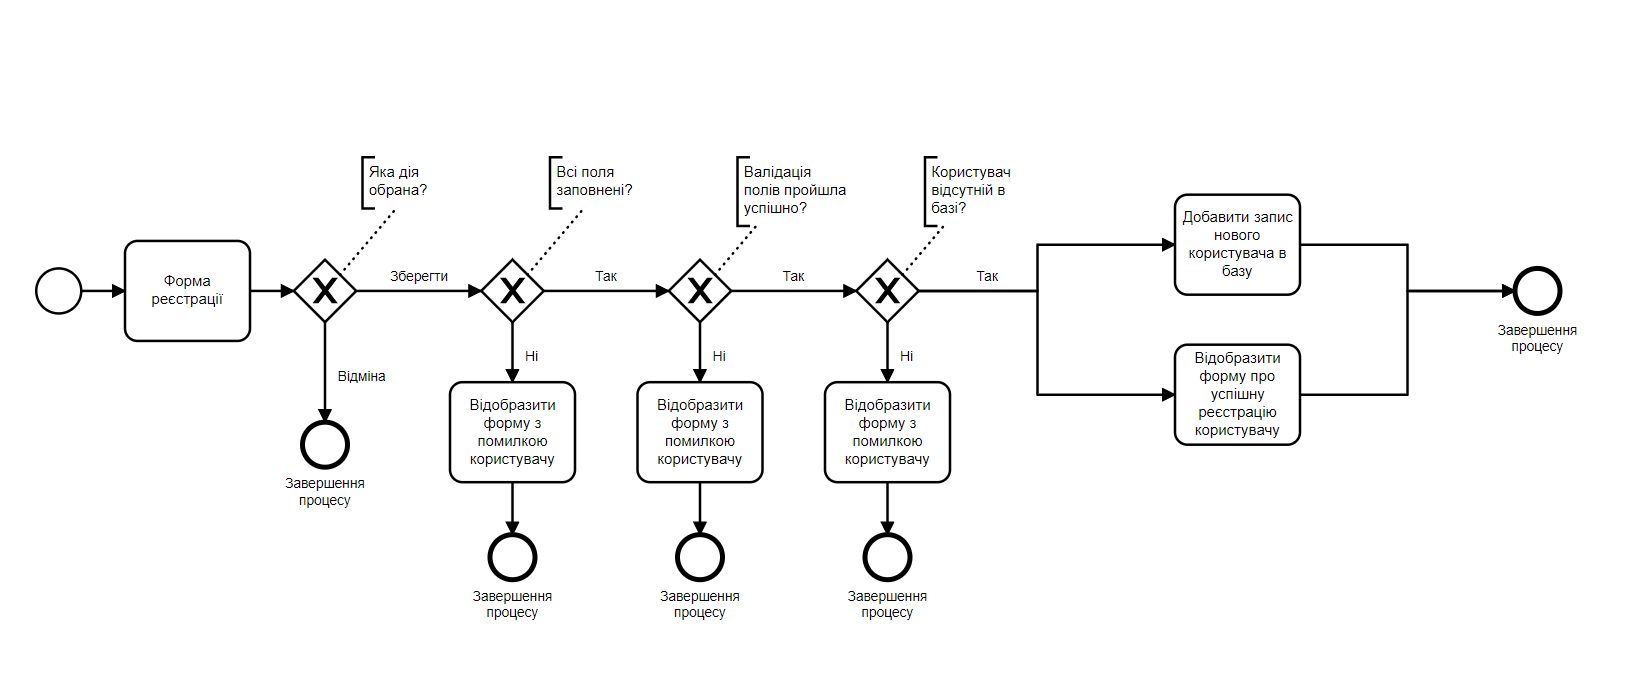 Яка дія
обрана?
Всі поля
заповнені?
Валідація
полів пройшла
успішно?
Користувач
відсутній в
базі?
Форма
реєстрації
Зберегти
Так
Так
Так
Добавити запис
нового
користувача в
базу
Відміна
Ні
Ні
Ні
Відобразити
форму з
помилкою
користувачу
Відобразити
форму з
помилкою
користувачу
Відобразити
форму з
помилкою
користувачу
Відобразити
форму про
успішну
реєстрацію
користувачу
Завершення
процесу
Завершення
процесу
Завершення
процесу
Завершення
процесу
Завершення
процесу